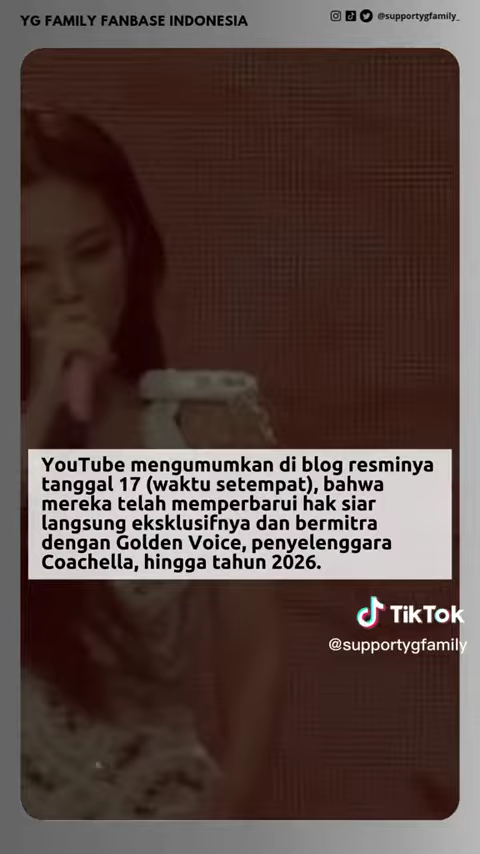 YG FAMILY FANBASE INDONESIA
@supportygfamily_
YouTube mengumumkan di blog resminya
tanggal 17 (waktu setempat), bahwa
mereka telah memperbarui hak siar
langsung eksklusifnya dan bermitra
dengan Golden Voice, penyelenggara
Coachella, hingga tahun 2026.
TikTok
@supportygfamily